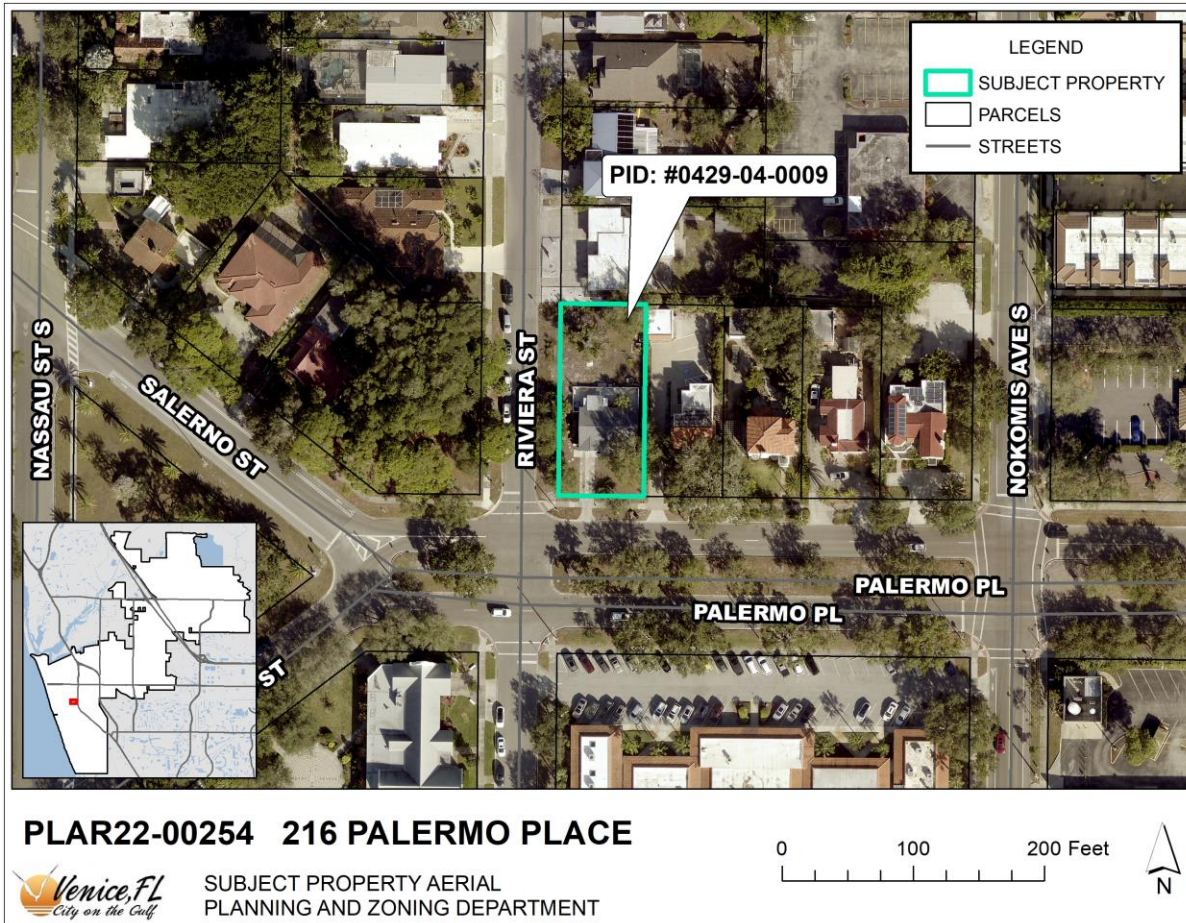 LEGEND
SUBJECT PROPERTY
PARCELS
STREETS
PID: #0429-04-0009
NASSAU ST S
SALERNO ST
RIVIERA ST
NOKOMIS AVE S
PALERMO PL
PALERMO PL
ST
PLAR22-00254 216 PALERMO PLACE
0 100 200 Feet
N
Venice, FL
City on the Gulf
SUBJECT PROPERTY AERIAL
PLANNING AND ZONING DEPARTMENT